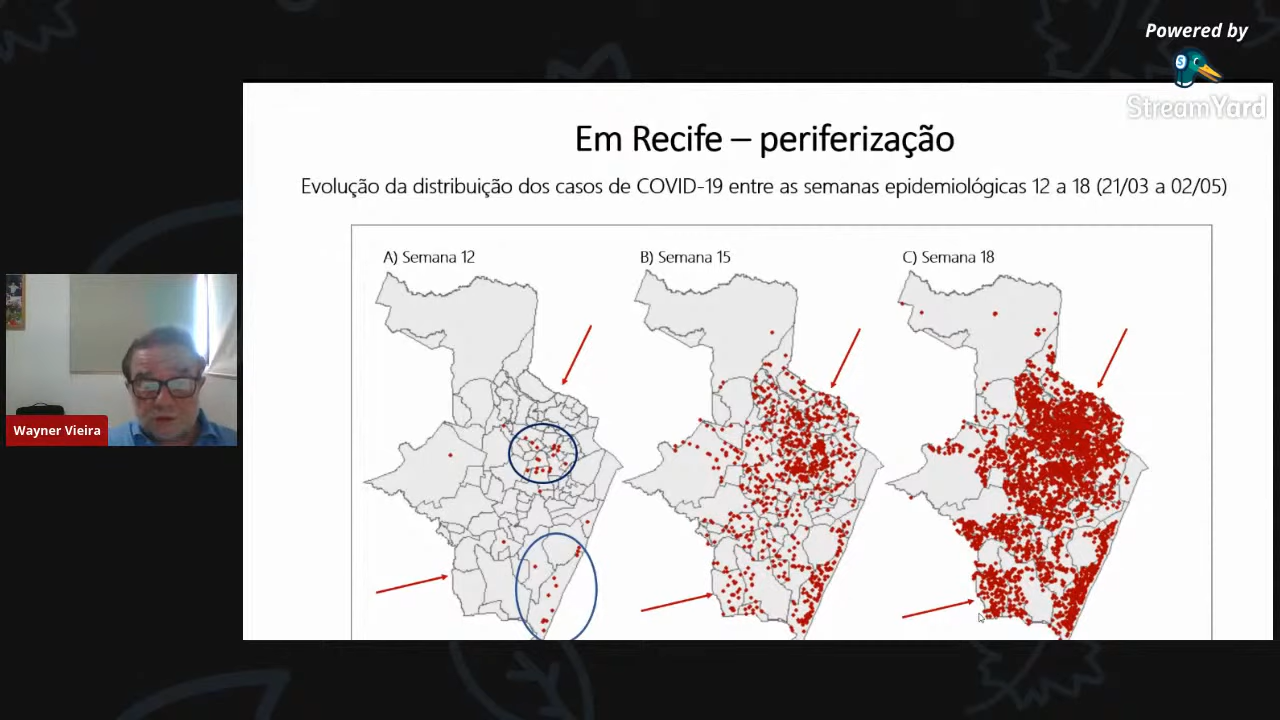 Powered by
StreamYard
Em Recife – periferização
Evolução da distribuição dos casos de COVID-19 entre as semanas epidemiológicas 12 a 18 (21/03 a 02/05)
A) Semana 12
B) Semana 15
C) Semana 18
Wayner Vieira